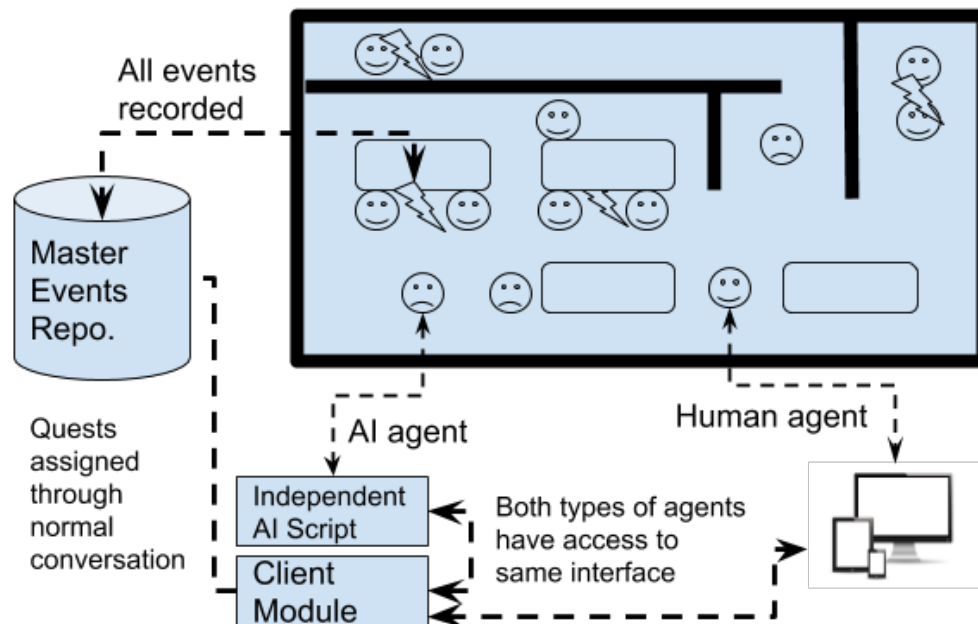 All events
recorded
Master
Events
Repo.
Quests
assigned
through
normal
conversation
AI agent
Human agent
Independent
AI Script
Client
Module
Both types of agents
have access to
same interface